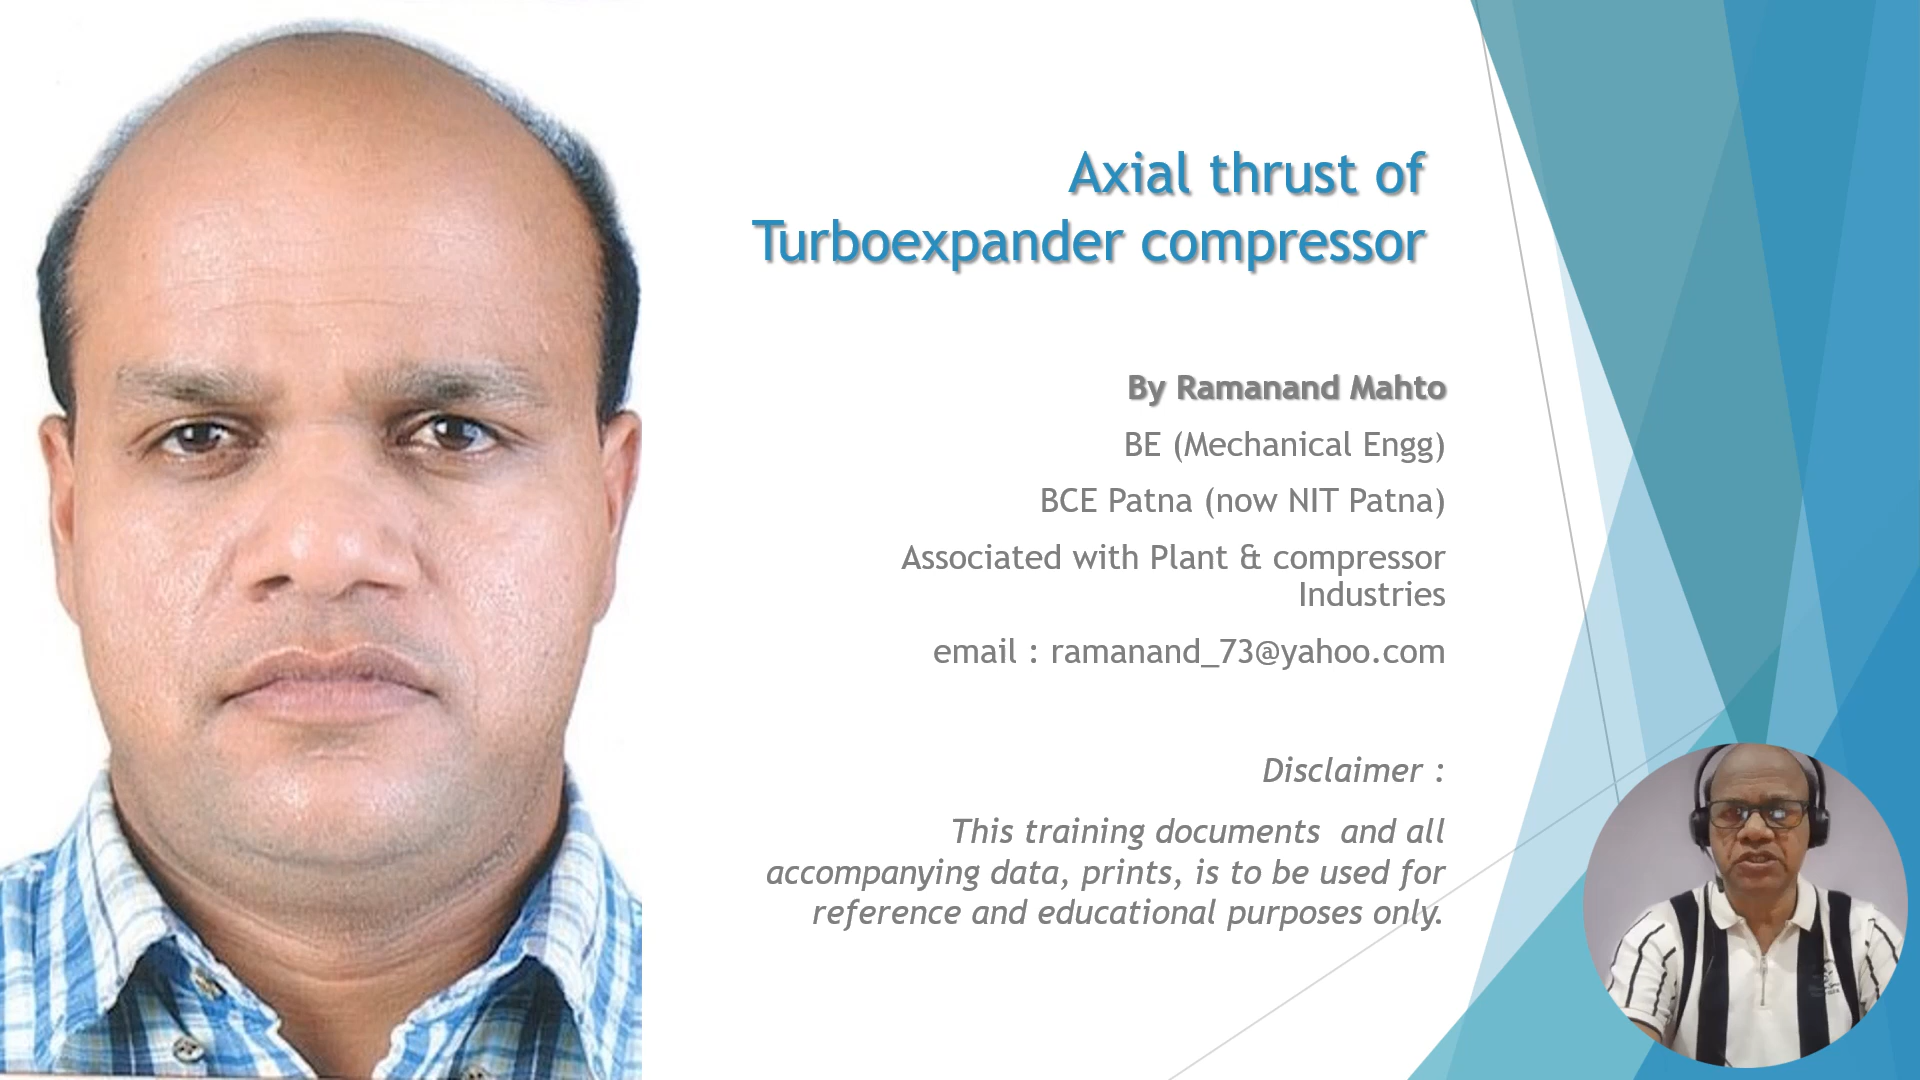 Axial thrust of
Turboexpander compressor
By Ramanand Mahto
BE (Mechanical Engg)
BCE Patna (now NIT Patna)
Associated with Plant & compressor
Industries
email : ramanand_73@yahoo.com
Disclaimer :
This training documents and all
accompanying data, prints, is to be used for
reference and educational purposes only.